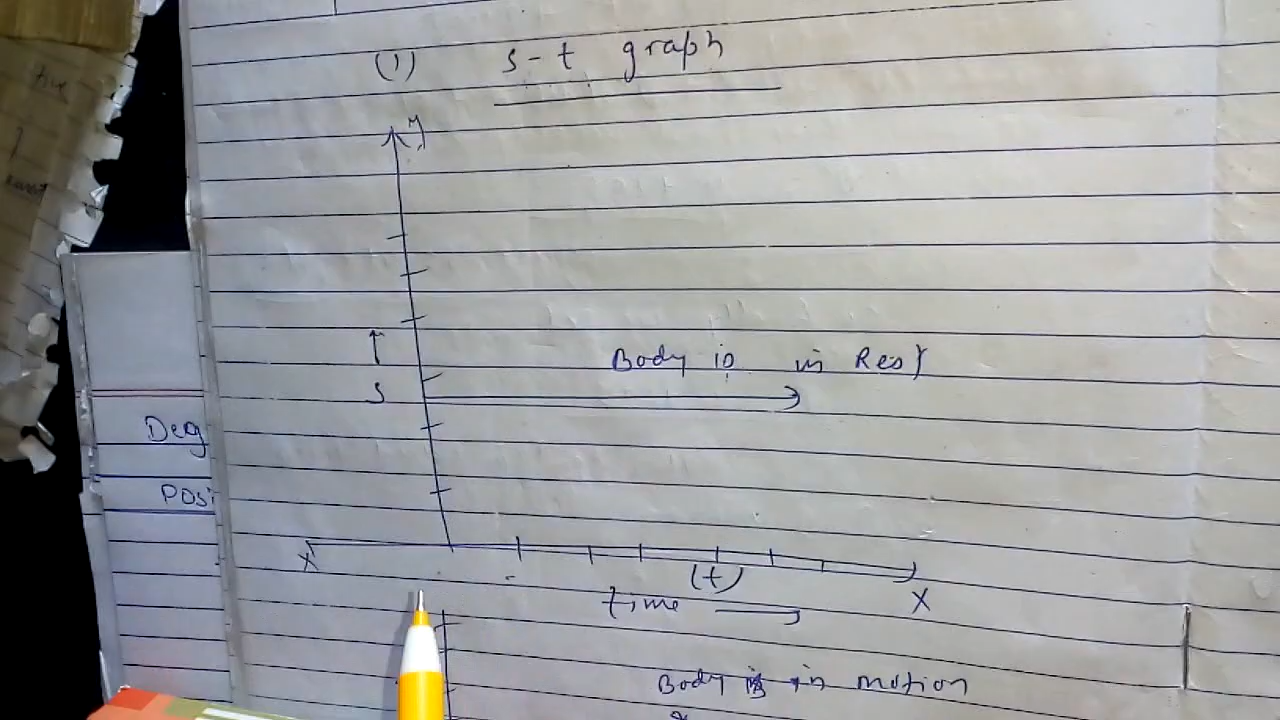 (1) s-t graph
y
Body is in Rest
s
Deg
Posi
(t)
X' X
time
Body is in motion